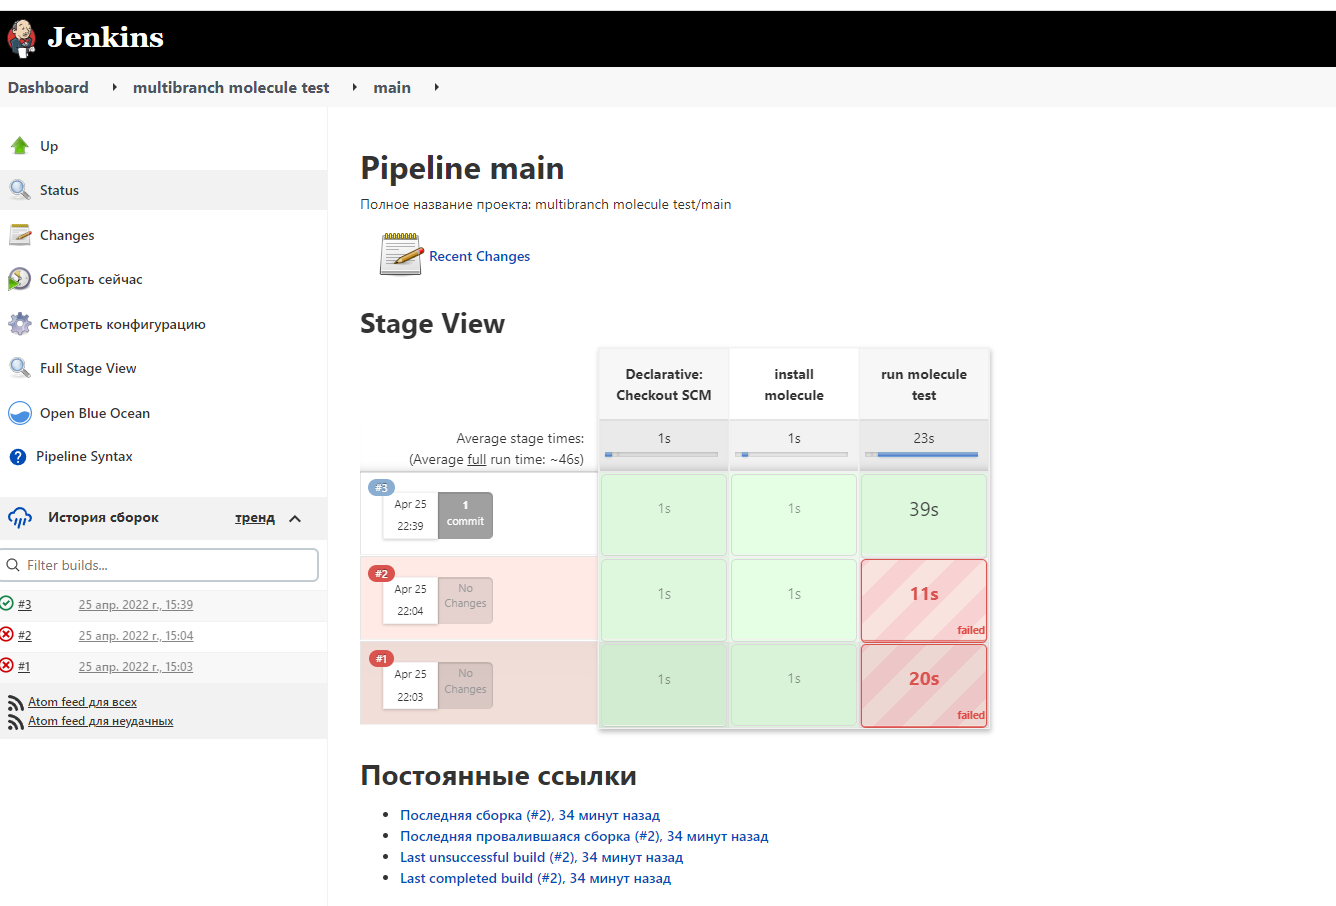 Jenkins
Dashboard
multibranch molecule test
main
Up
Status
Changes
Собрать сейчас
Смотреть конфигурацию
Full Stage View
Open Blue Ocean
Pipeline Syntax
История сборок
тренд
Filter builds...
#3
25 апр. 2022 г., 15:39
#2
25 апр. 2022 г., 15:04
#1
25 апр. 2022 г., 15:03
Atom feed для всех
Atom feed для неудачных
Pipeline main
Полное название проекта: multibranch molecule test/main
Recent Changes
Stage View
Declarative:
Checkout SCM
install
molecule
run molecule
test
Average stage times:
(Average full run time: ~46s)
1s
1s
23s
#3
Apr 25
22:39
1
commit
1s
1s
39s
#2
Apr 25
22:04
No
Changes
1s
1s
11s
failed
#1
Apr 25
22:03
No
Changes
1s
1s
20s
failed
Постоянные ссылки
Последняя сборка (#2), 34 минут назад
Последняя провалившаяся сборка (#2), 34 минут назад
Last unsuccessful build (#2), 34 минут назад
Last completed build (#2), 34 минут назад